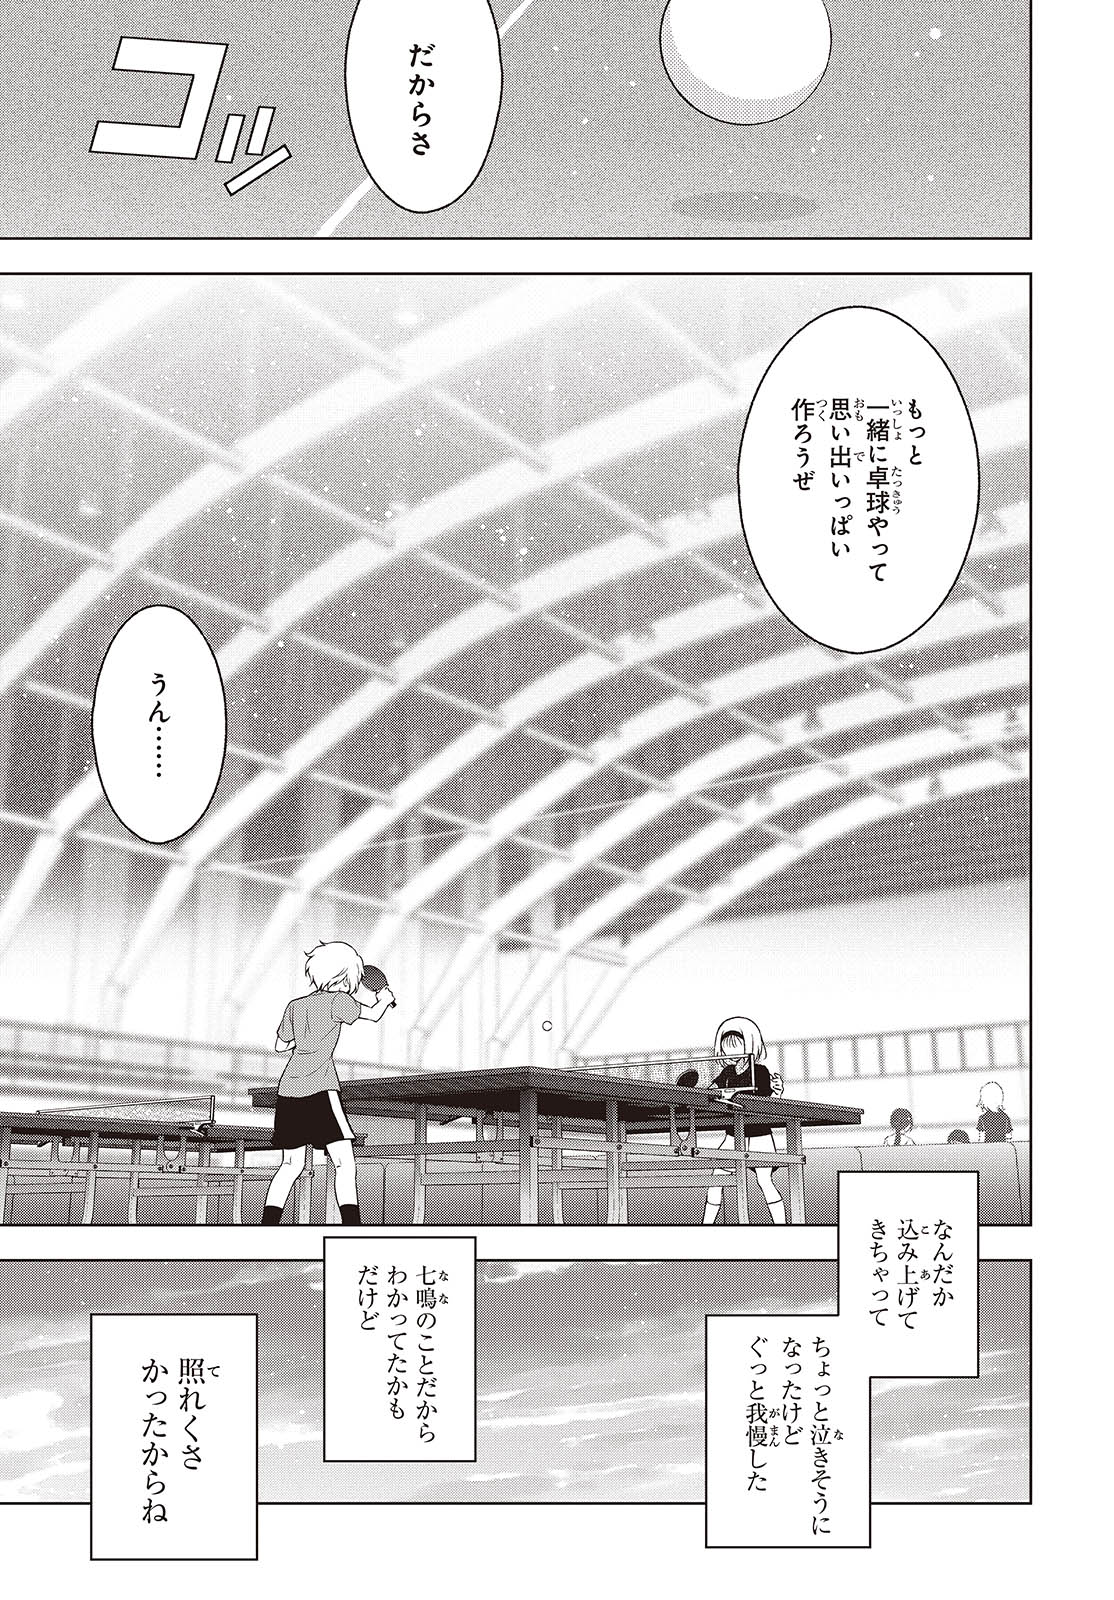 だからさ
コッ
もっと
一緒に卓球やって
思い出いっぱい
作ろうぜ
うん……
なんだか
込み上げて
きちゃって
ちょっと泣きそうに
なったけど
ぐっと我慢した
七鳴のことだから
わかってたかも
だけど
照れくさ
かったからね